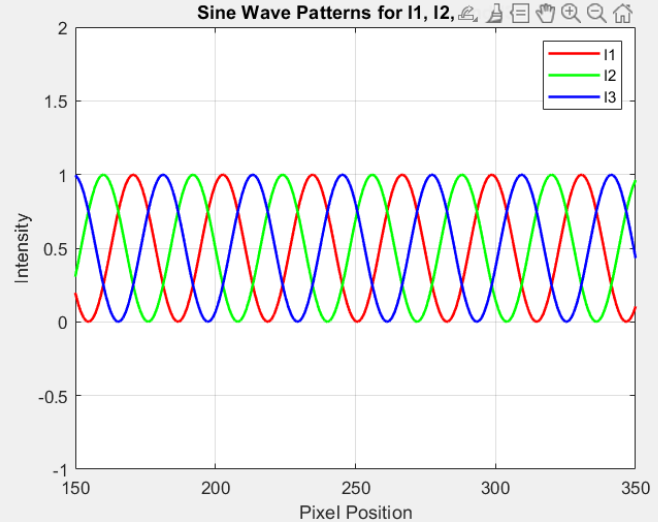 Sine Wave Patterns for I1, I2,
2
1.5
1
0.5
0
-0.5
-1
Intensity
I1
I2
I3
150
200
250
300
350
Pixel Position